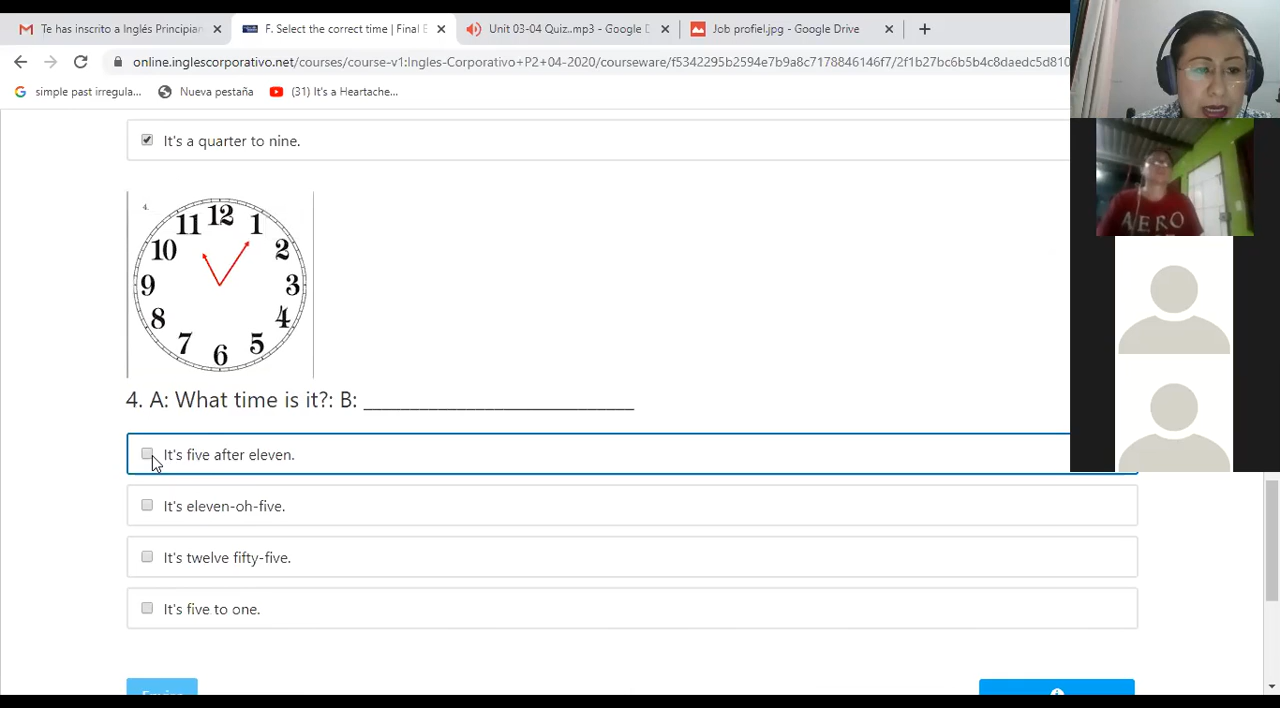 Te has inscrito a Inglés Principian
F. Select the correct time | Final E
Unit 03-04 Quiz..mp3 - Google D
Job profiel.jpg - Google Drive
online.inglescorporativo.net/courses/course-v1:Ingles-Corporativo+P2+04-2020/courseware/f5342295b2594e7b9a8c7178846146f7/2f1b27bc6b5b4c8daedc5d810
simple past irregula...
Nueva pestaña
(31) It's a Heartache...
It's a quarter to nine.
4.
12
11 1
10 2
9 3
8 4
7 5
6
4. A: What time is it?: B: ____________________________
It's five after eleven.
It's eleven-oh-five.
It's twelve fifty-five.
It's five to one.
AERO